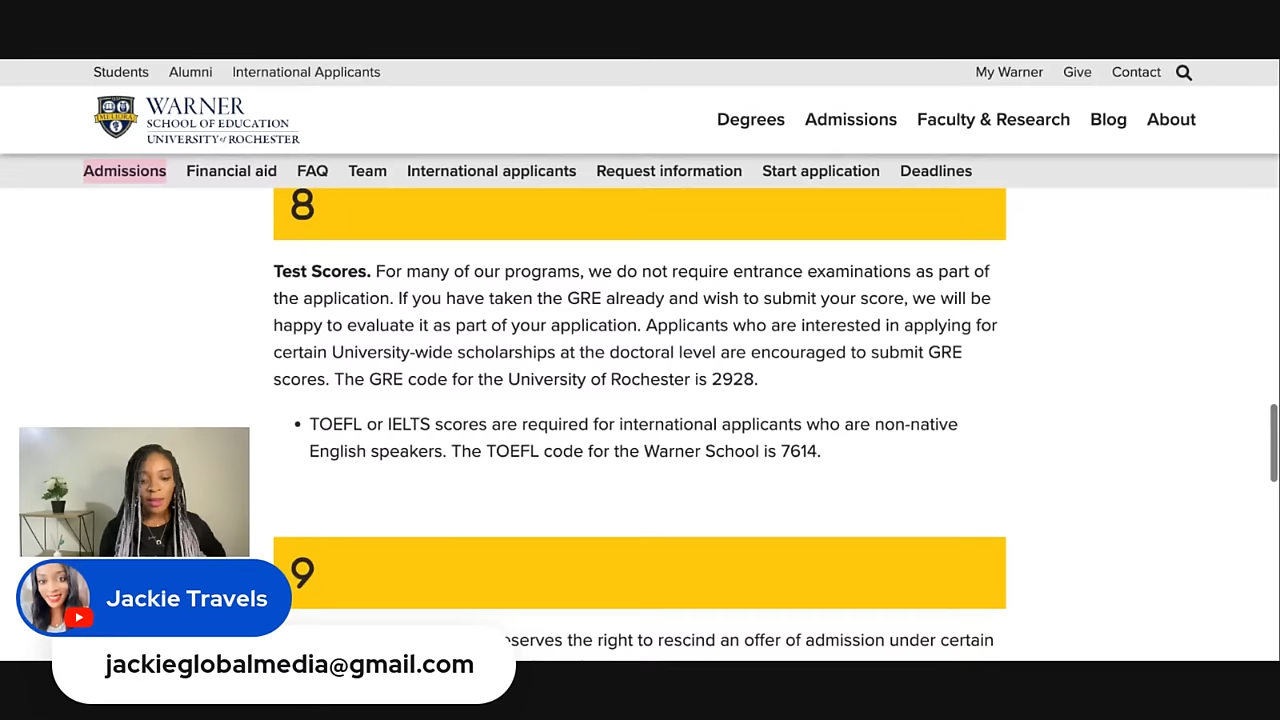 Students Alumni International Applicants My Warner Give Contact
WARNER
SCHOOL OF EDUCATION
UNIVERSITY of ROCHESTER
MELIORA
Degrees Admissions Faculty & Research Blog About
Admissions Financial aid FAQ Team International applicants Request information Start application Deadlines
8
Test Scores. For many of our programs, we do not require entrance examinations as part of
the application. If you have taken the GRE already and wish to submit your score, we will be
happy to evaluate it as part of your application. Applicants who are interested in applying for
certain University-wide scholarships at the doctoral level are encouraged to submit GRE
scores. The GRE code for the University of Rochester is 2928.
• TOEFL or IELTS scores are required for international applicants who are non-native
English speakers. The TOEFL code for the Warner School is 7614.
9
the right to rescind an offer of admission under certain
Jackie Travels
jackieglobalmedia@gmail.com